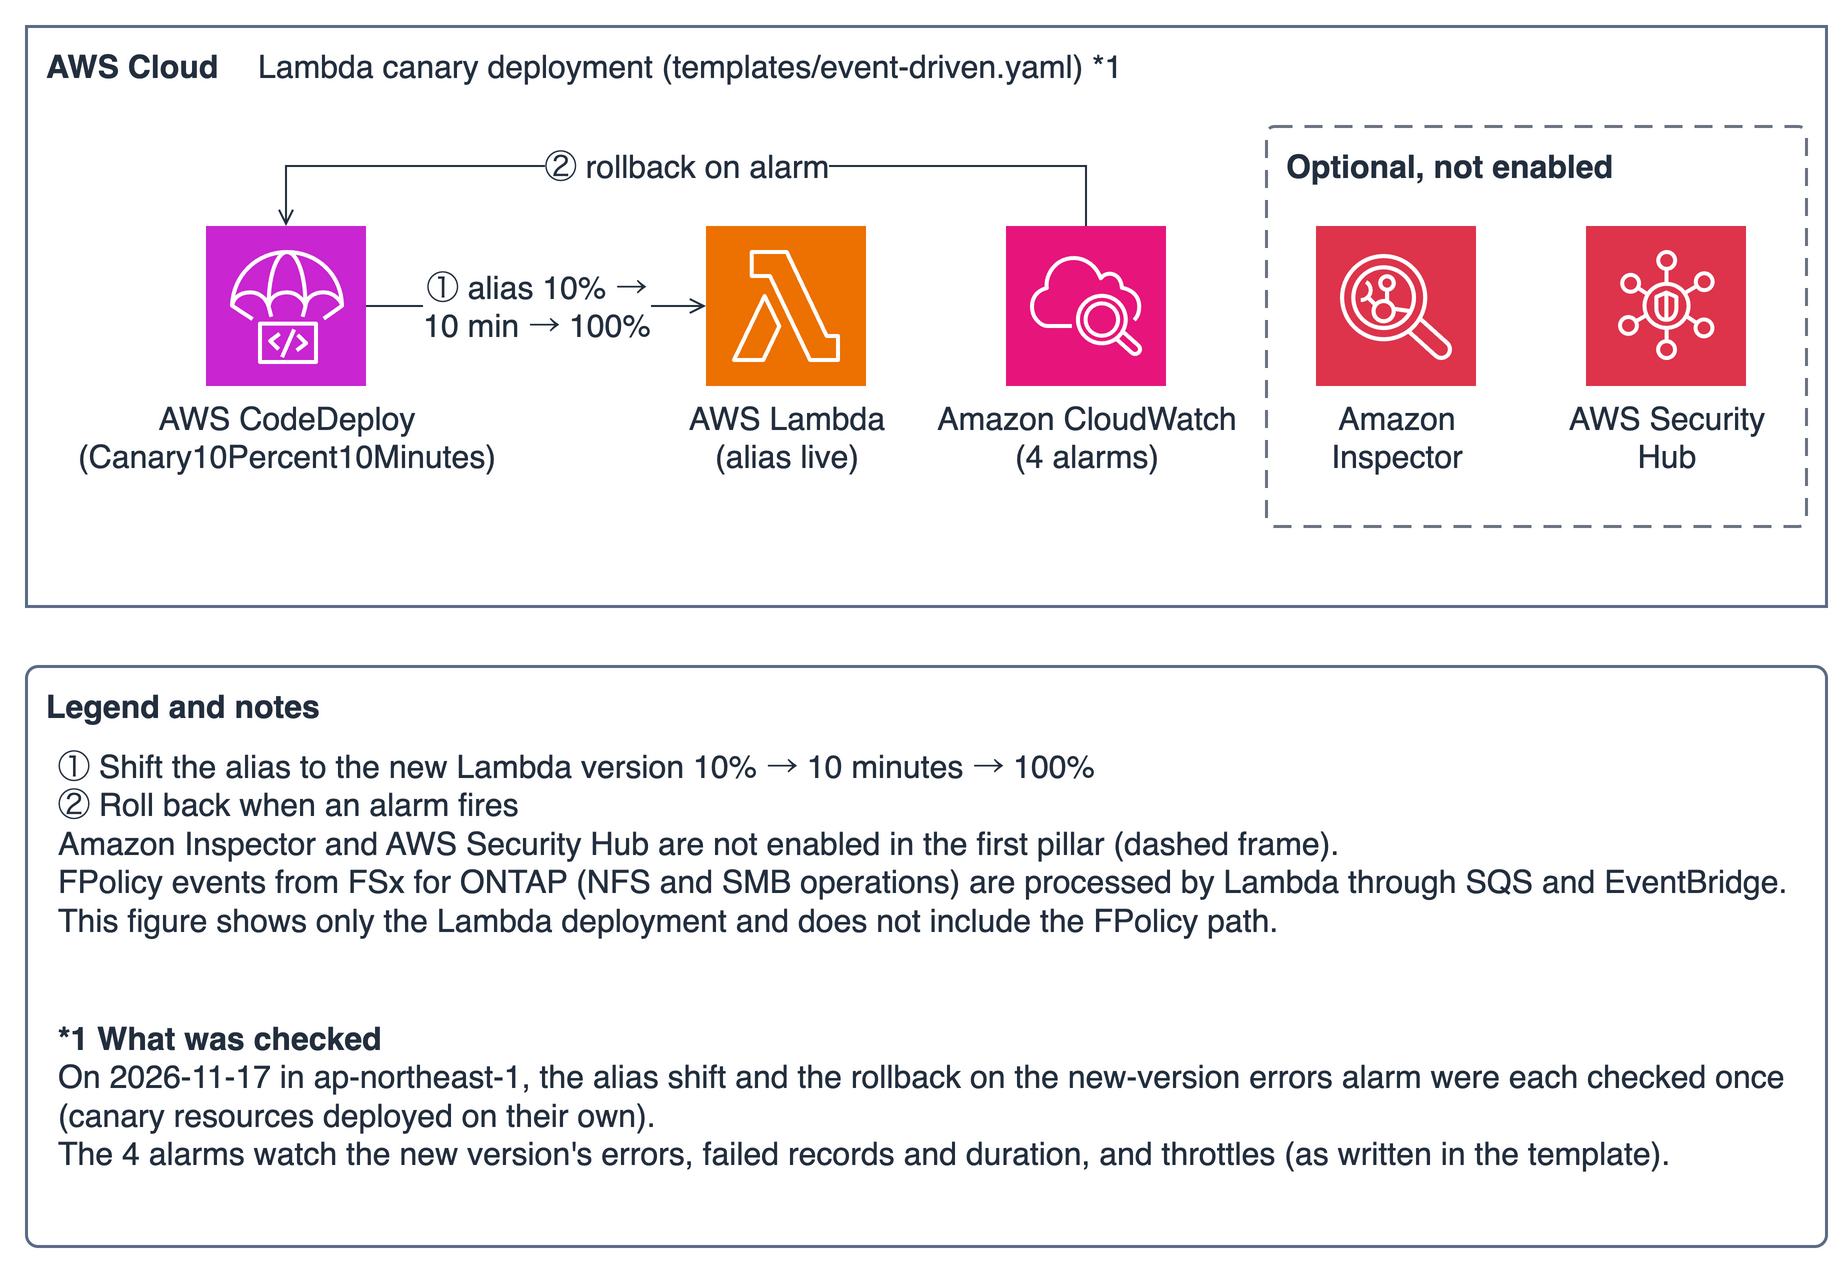 AWS Cloud Lambda canary deployment (templates/event-driven.yaml) *1
② rollback on alarm
Optional, not enabled
① alias 10% →
10 min → 100%
AWS CodeDeploy
(Canary10Percent10Minutes)
AWS Lambda
(alias live)
Amazon CloudWatch
(4 alarms)
Amazon
Inspector
AWS Security
Hub
Legend and notes
① Shift the alias to the new Lambda version 10% → 10 minutes → 100%
② Roll back when an alarm fires
Amazon Inspector and AWS Security Hub are not enabled in the first pillar (dashed frame).
FPolicy events from FSx for ONTAP (NFS and SMB operations) are processed by Lambda through SQS and EventBridge.
This figure shows only the Lambda deployment and does not include the FPolicy path.
*1 What was checked
On 2026-11-17 in ap-northeast-1, the alias shift and the rollback on the new-version errors alarm were each checked once
(canary resources deployed on their own).
The 4 alarms watch the new version's errors, failed records and duration, and throttles (as written in the template).